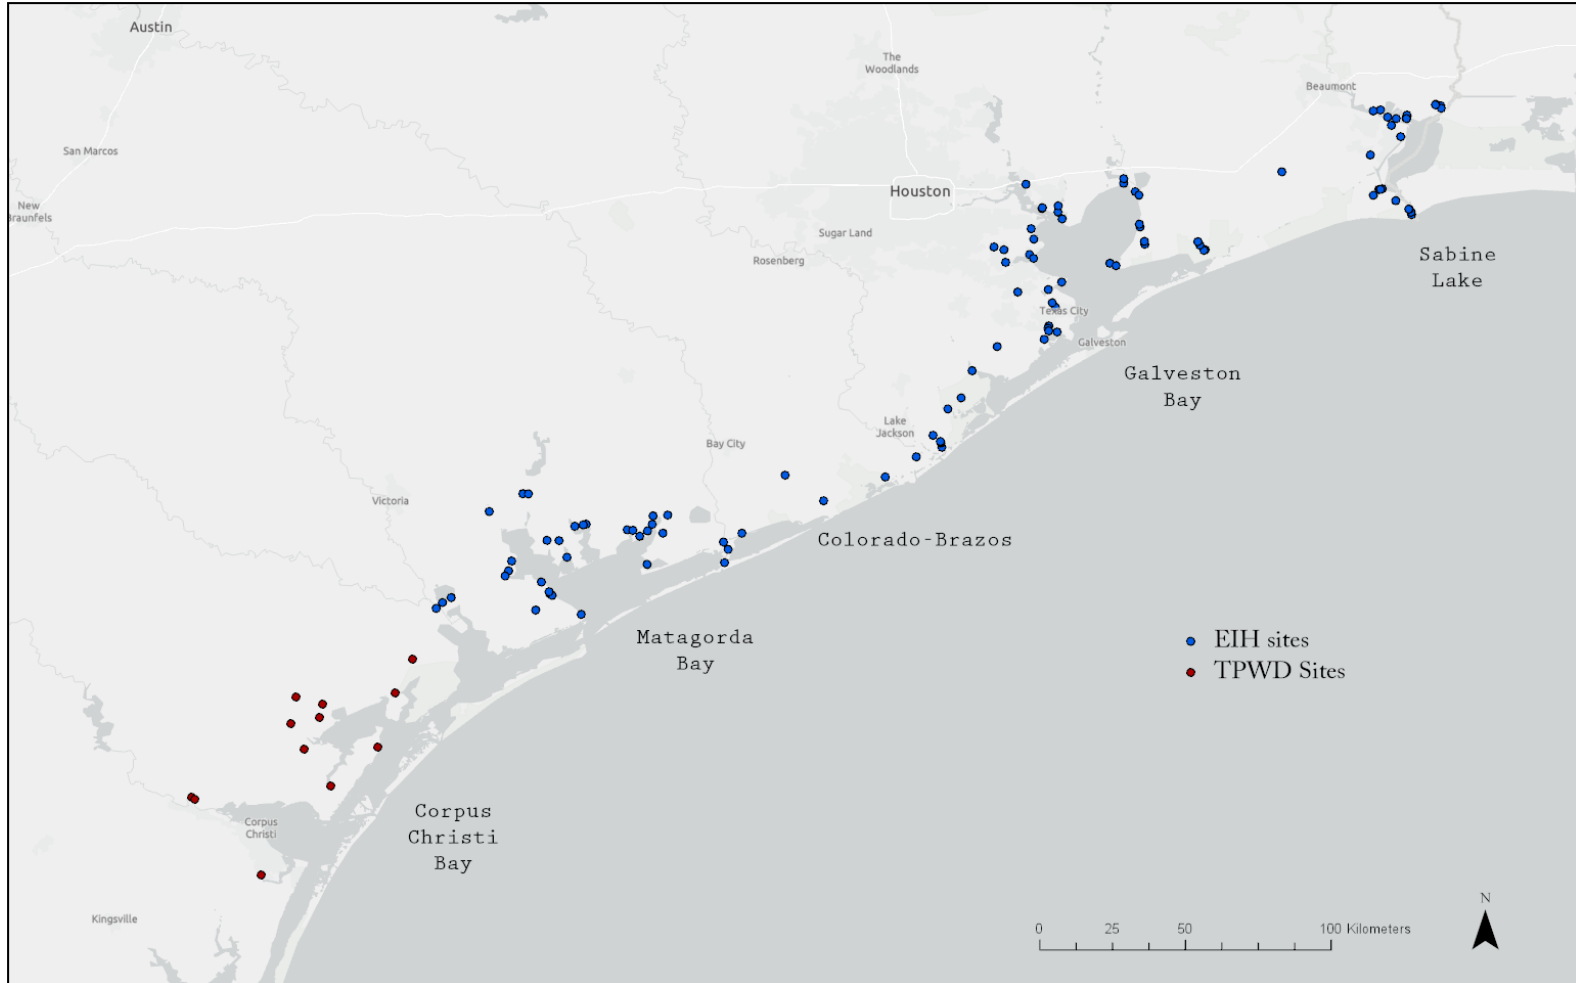 Austin
The
Woodlands
Beaumont
San Marcos
Houston
New
Braunfels
Sugar Land
Rosenberg
Sabine
Lake
Texas City
Galveston
Galveston
Bay
Lake
Jackson
Bay City
Victoria
Colorado-Brazos
Matagorda
Bay
EIH sites
TPWD Sites
Corpus
Christi
Corpus
Christi
Bay
N
Kingsville
0 25 50 100 Kilometers